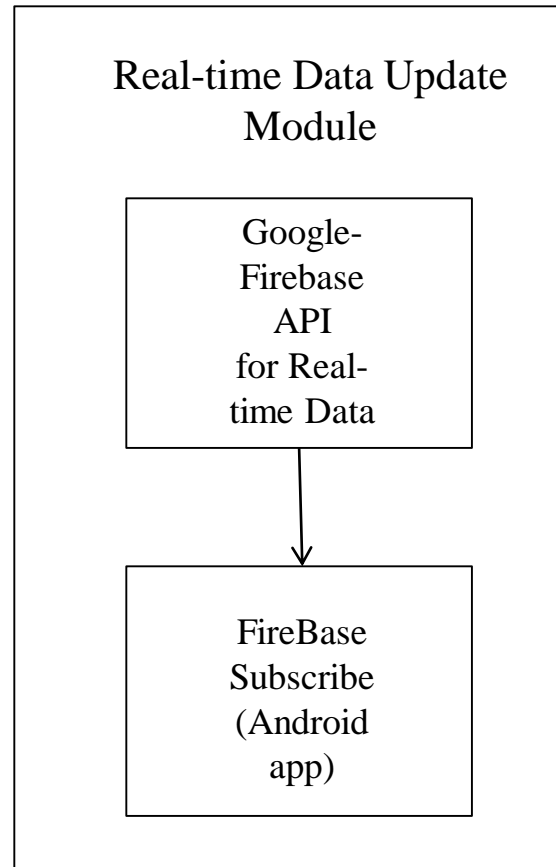 Real-time Data Update
Module
Google-
Firebase
API
for Real-
time Data
FireBase
Subscribe
(Android
app)